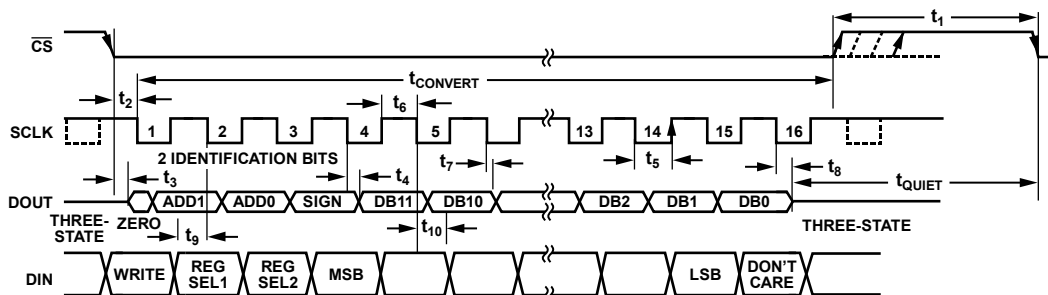 t1
CS
tCONVERT
t2
t6
SCLK
1 2 3 4 5 13 14 15 16
2 IDENTIFICATION BITS
t3 t4 t7 t5 t8
tQUIET
DOUT
ADD1 ADD0 SIGN DB11 DB10 DB2 DB1 DB0
THREE-STATE
ZERO
THREE-STATE
t9 t10
DIN
WRITE REG SEL1 REG SEL2 MSB LSB DON'T CARE